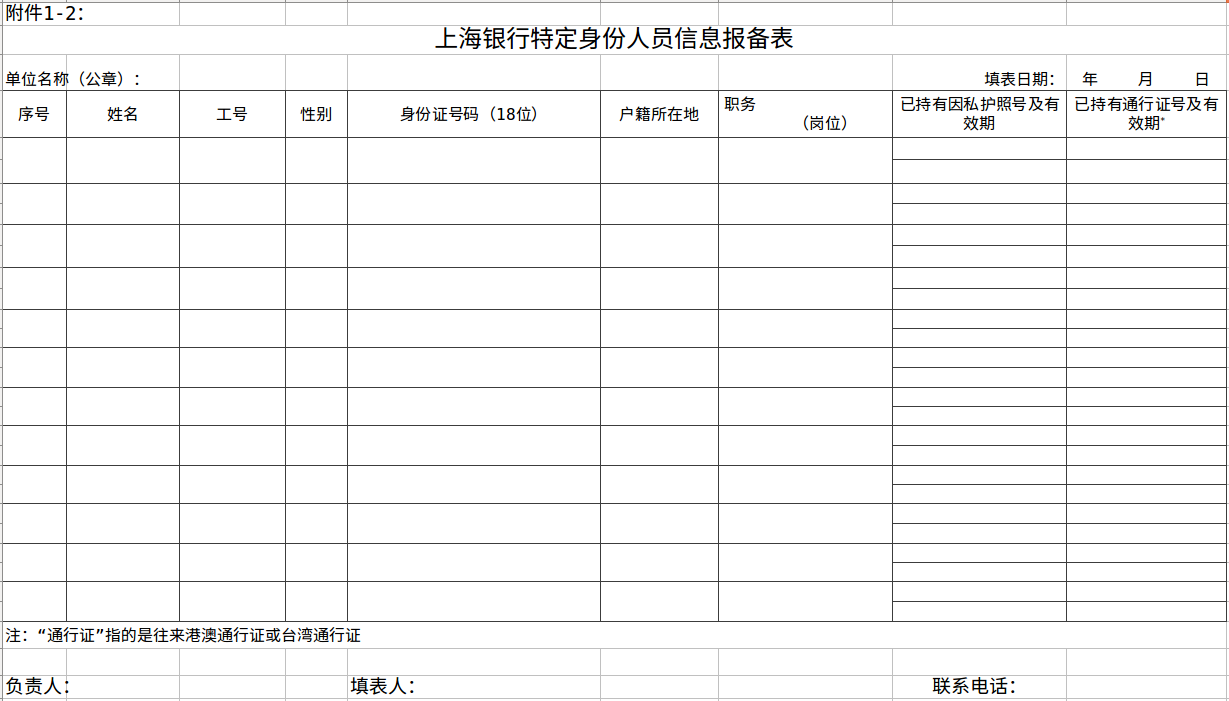 附件1-2：
上海银行特定身份人员信息报备表
单位名称（公章）： 填表日期： 年 月 日
序号 姓名 工号 性别 身份证号码（18位） 户籍所在地 职务
（岗位） 已持有因私护照号及有
效期 已持有通行证号及有
效期*
注：“通行证”指的是往来港澳通行证或台湾通行证
负责人： 填表人： 联系电话：